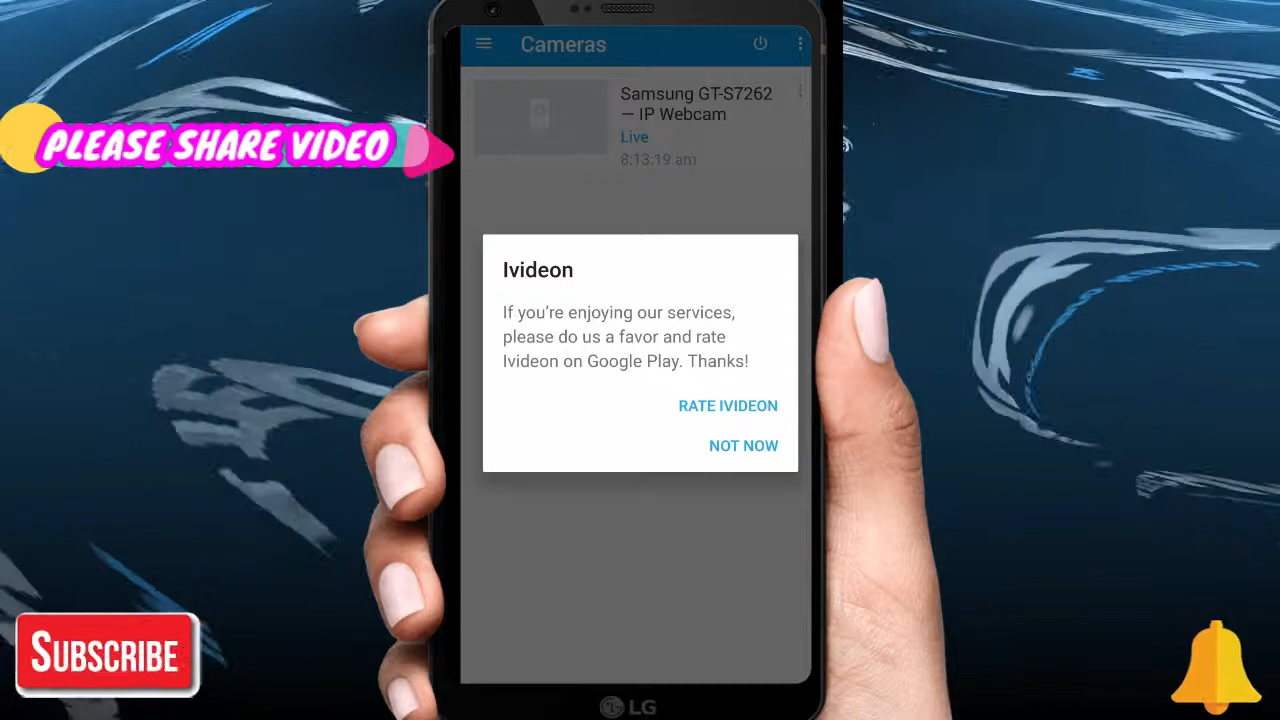 Cameras
Samsung GT-S7262
— IP Webcam
Live
8:13:19 am
PLEASE SHARE VIDEO
Ivideon
If you're enjoying our services,
please do us a favor and rate
Ivideon on Google Play. Thanks!
RATE IVIDEON
NOT NOW
SUBSCRIBE
LG